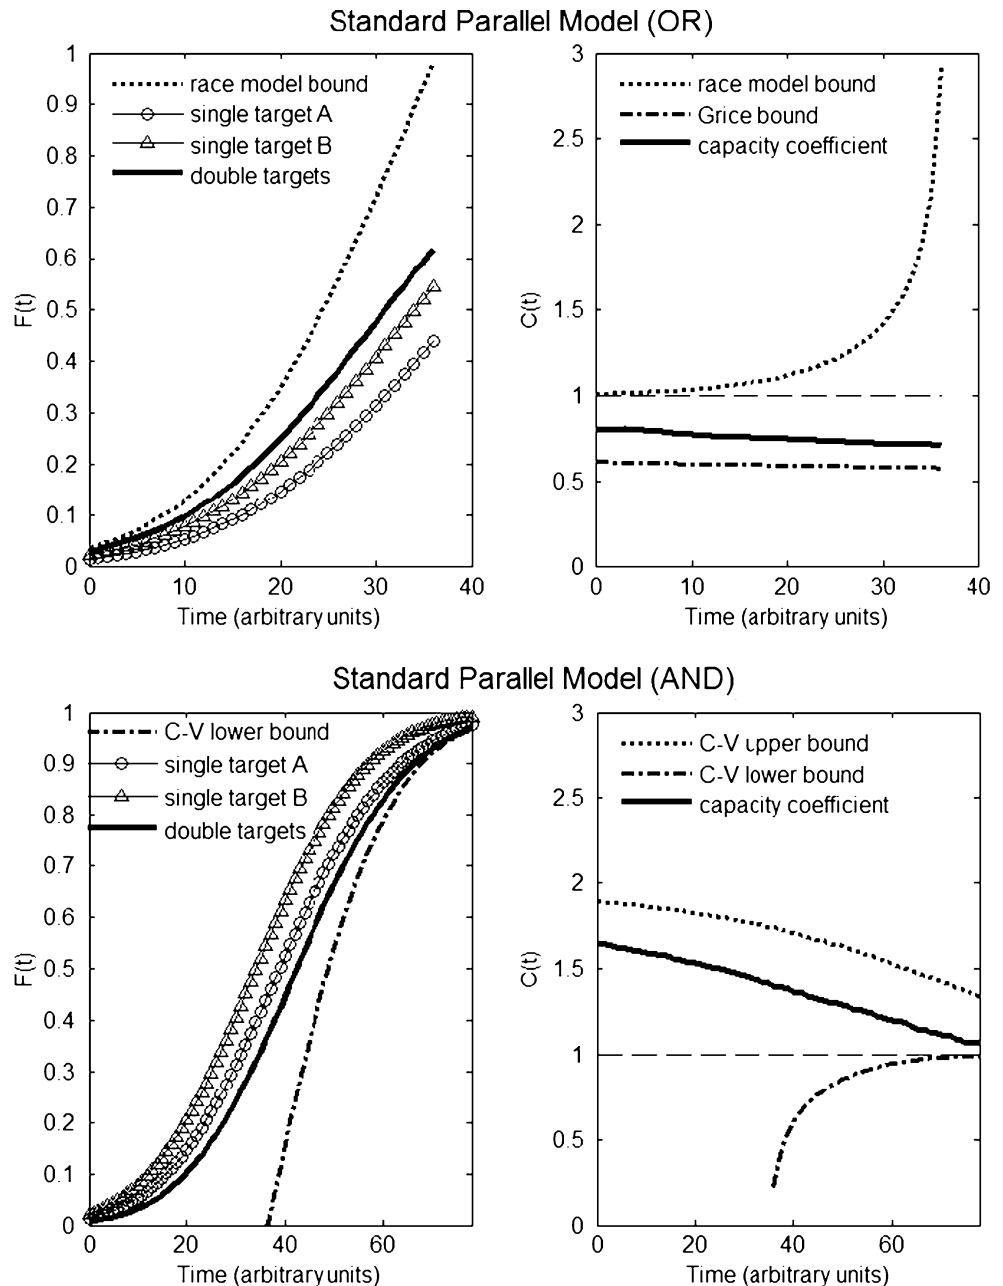 Standard Parallel Model (OR)
1
0.9
0.8
0.7
0.6
0.5
0.4
0.3
0.2
0.1
0
F(t)
race model bound
single target A
single target B
double targets
0 10 20 30 40
Time (arbitrary units)
3
2.5
2
1.5
1
0.5
0
C(t)
race model bound
Grice bound
capacity coefficient
0 10 20 30 40
Time (arbitrary units)
Standard Parallel Model (AND)
1
0.9
0.8
0.7
0.6
0.5
0.4
0.3
0.2
0.1
0
F(t)
C-V lower bound
single target A
single target B
double targets
0 20 40 60
Time (arbitrary units)
3
2.5
2
1.5
1
0.5
0
C(t)
C-V upper bound
C-V lower bound
capacity coefficient
0 20 40 60
Time (arbitrary units)